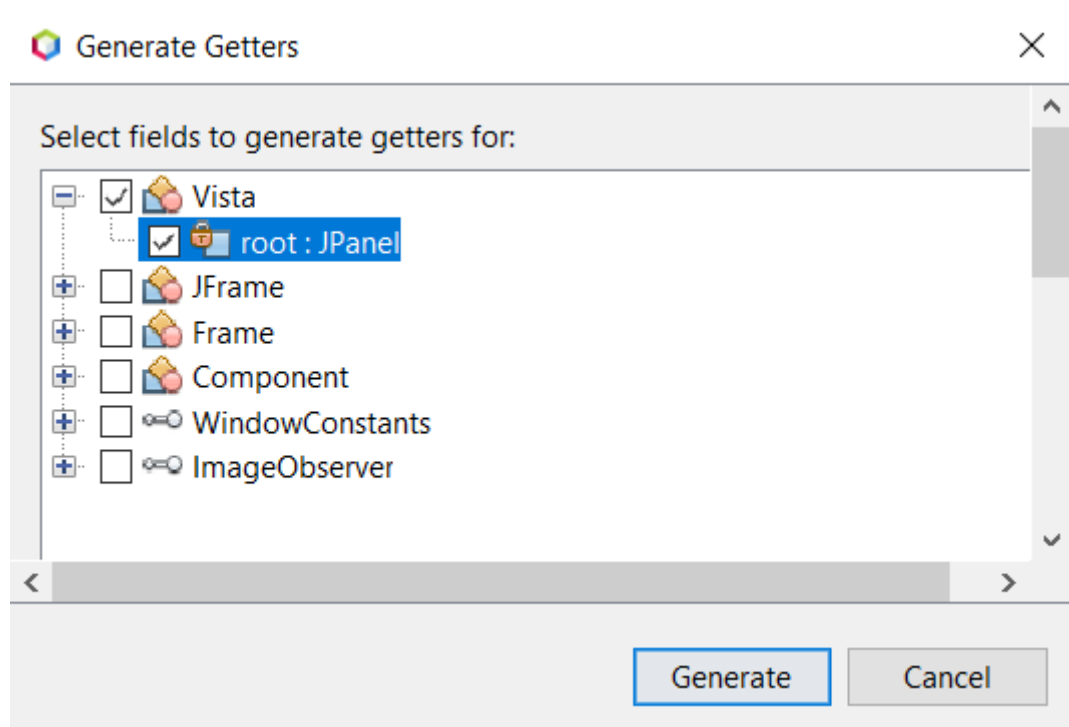 Generate Getters
Select fields to generate getters for:
Vista
root : JPanel
JFrame
Frame
Component
WindowConstants
ImageObserver
Generate
Cancel